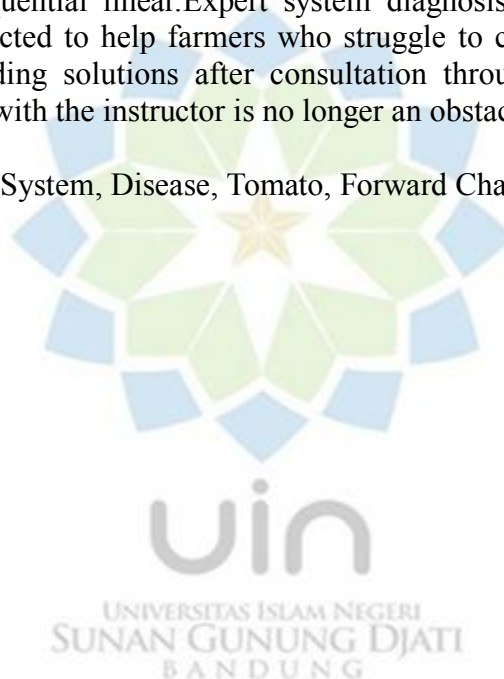 quential linear.Expert system diagnosis
cted to help farmers who struggle to c
ding solutions after consultation throu
with the instructor is no longer an obstac
System, Disease, Tomato, Forward Cha
uin
UNIVERSITAS ISLAM NEGERI
SUNAN GUNUNG DJATI
BANDUNG